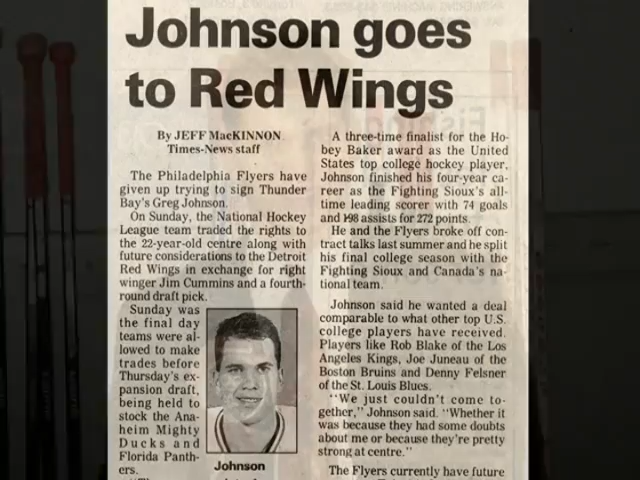 Johnson goes
to Red Wings
By JEFF MacKINNON
Times-News staff
The Philadelphia Flyers have
given up trying to sign Thunder
Bay's Greg Johnson.
On Sunday, the National Hockey
League team traded the rights to
the 22-year-old centre along with
future considerations to the Detroit
Red Wings in exchange for right
winger Jim Cummins and a fourth-
round draft pick.
Sunday was
the final day
teams were al-
lowed to make
trades before
Thursday's ex-
pansion draft,
being held to
stock the Ana-
heim Mighty
Ducks and
Florida Panth-
ers.
Johnson
A three-time finalist for the Ho-
bey Baker award as the United
States top college hockey player,
Johnson finished his four-year ca-
reer as the Fighting Sioux's all-
time leading scorer with 74 goals
and 198 assists for 272 points.
He and the Flyers broke off con-
tract talks last summer and he split
his final college season with the
Fighting Sioux and Canada's na-
tional team.
Johnson said he wanted a deal
comparable to what other top U.S.
college players have received.
Players like Rob Blake of the Los
Angeles Kings, Joe Juneau of the
Boston Bruins and Denny Felsner
of the St. Louis Blues.
"We just couldn't come to-
gether," Johnson said. "Whether it
was because they had some doubts
about me or because they're pretty
strong at centre."
The Flyers currently have future